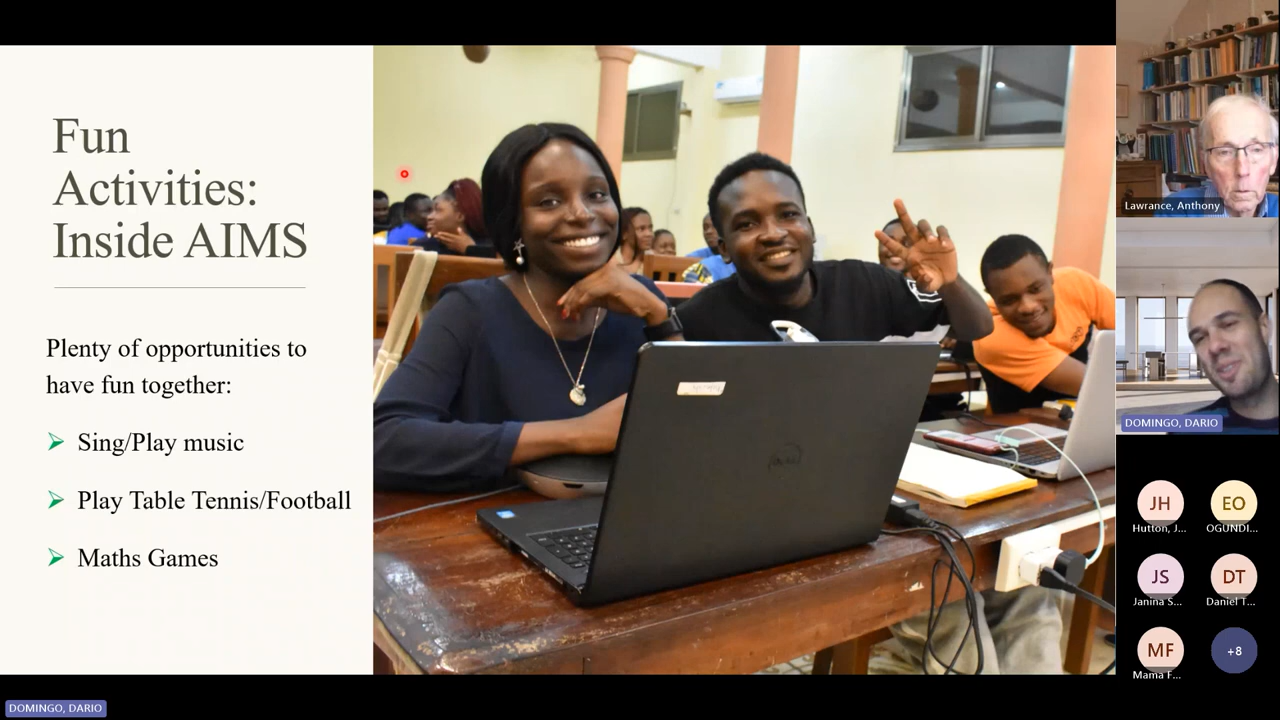 Fun
Activities:
Inside AIMS
Plenty of opportunities to
have fun together:
Sing/Play music
Play Table Tennis/Football
Maths Games
Lawrance, Anthony
DOMINGO, DARIO
JH
Hutton, J...
EO
OGUNDI...
JS
Janina S...
DT
Daniel T...
MF
Mama F...
+8
DOMINGO, DARIO